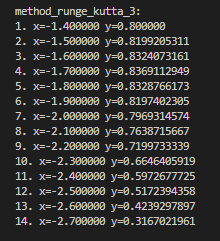 method_runge_kutta_3:
1. x=-1.400000 y=0.800000
2. x=-1.500000 y=0.8199205311
3. x=-1.600000 y=0.8324073161
4. x=-1.700000 y=0.8369112949
5. x=-1.800000 y=0.8328766173
6. x=-1.900000 y=0.8197402305
7. x=-2.000000 y=0.7969314574
8. x=-2.100000 y=0.7638715667
9. x=-2.200000 y=0.7199733339
10. x=-2.300000 y=0.6646405919
11. x=-2.400000 y=0.5972677725
12. x=-2.500000 y=0.5172394358
13. x=-2.600000 y=0.4239297897
14. x=-2.700000 y=0.3167021961